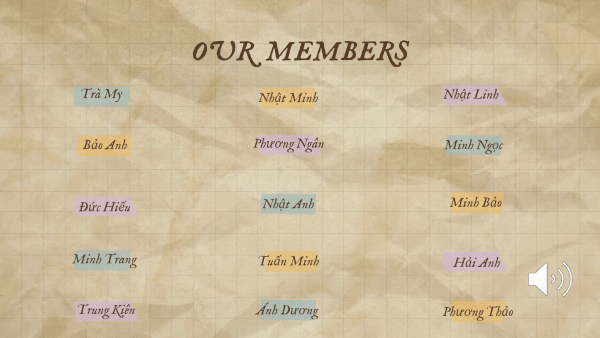 OUR MEMBERS
Trà My
Nhật Minh
Nhật Linh
Bảo Anh
Phương Ngân
Minh Ngọc
Đức Hiếu
Nhật Anh
Minh Bảo
Minh Trang
Tuấn Minh
Hải Anh
Trung Kiên
Ánh Dương
Phương Thảo